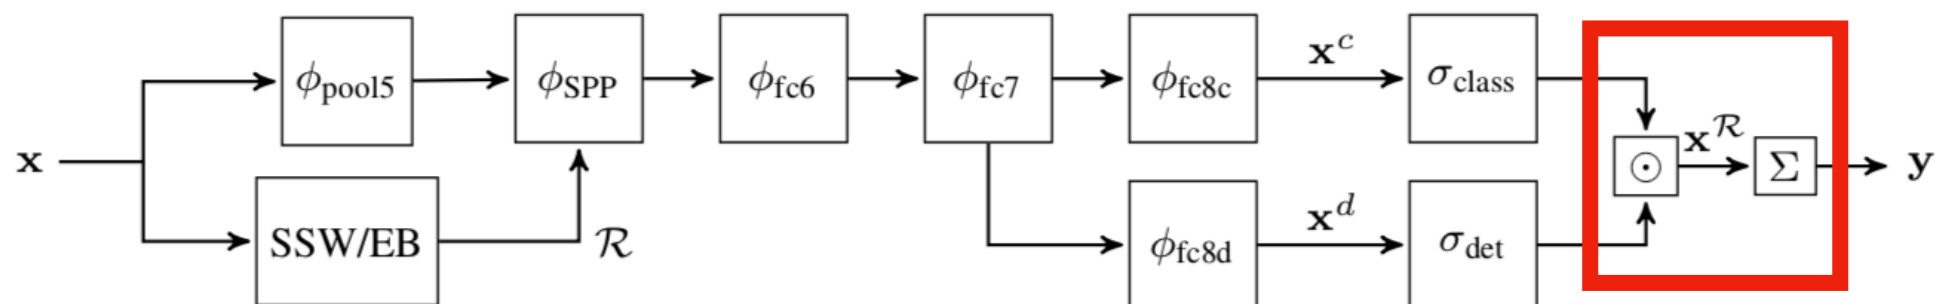 x
ϕpool5
ϕSPP
ϕfc6
ϕfc7
ϕfc8c
x^c
σclass
SSW/EB
ℛ
ϕfc8d
x^d
σdet
⊙
x^ℛ
Σ
y